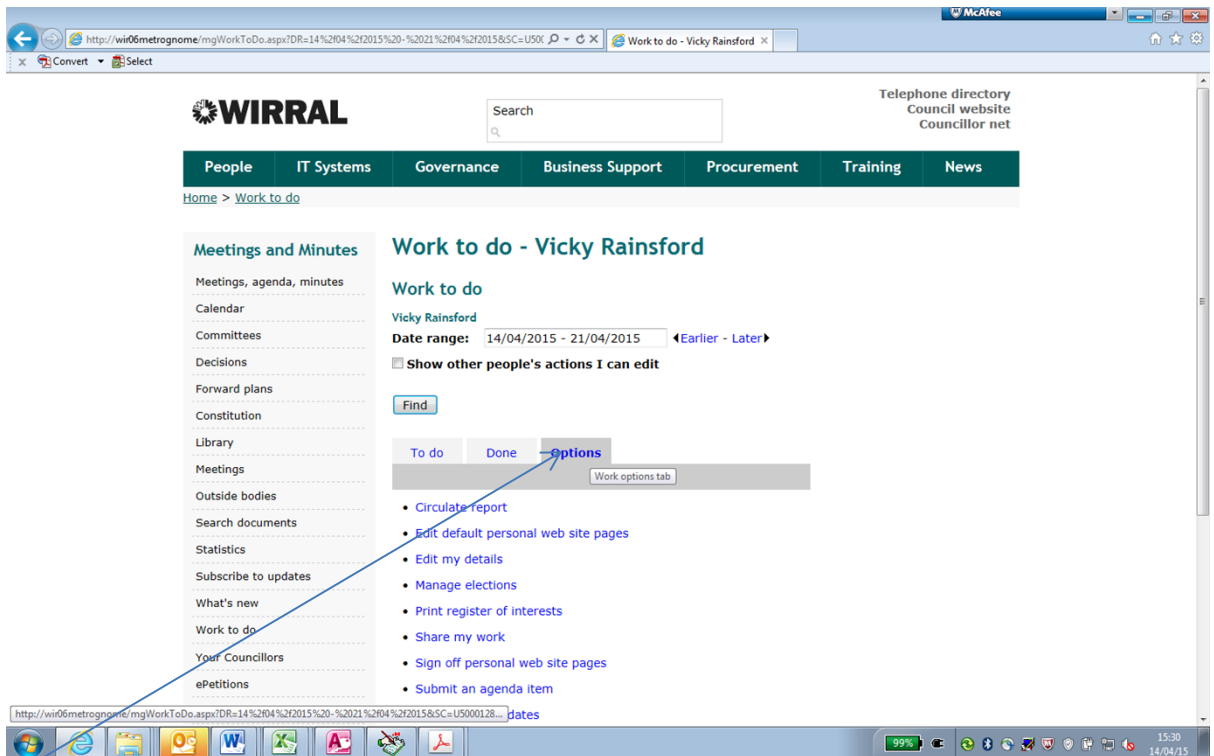 McAfee
http://wir06metrognome/mgWorkToDo.aspx?DR=14%2f04%2f2015%20-%2021%2f04%2f2015&SC=U500
Work to do - Vicky Rainsford
Convert
Select
WIRRAL
Search
Telephone directory
Council website
Councillor net
People IT Systems Governance Business Support Procurement Training News
Home > Work to do
Meetings and Minutes
Meetings, agenda, minutes
Calendar
Committees
Decisions
Forward plans
Constitution
Library
Meetings
Outside bodies
Search documents
Statistics
Subscribe to updates
What's new
Work to do
Your Councillors
ePetitions
Work to do - Vicky Rainsford
Work to do
Vicky Rainsford
Date range: 14/04/2015 - 21/04/2015 Earlier - Later
Show other people's actions I can edit
Find
To do Done Options
Work options tab
• Circulate report
• Edit default personal web site pages
• Edit my details
• Manage elections
• Print register of interests
• Share my work
• Sign off personal web site pages
• Submit an agenda item
dates
http://wir06metrognome/mgWorkToDo.aspx?DR=14%2f04%2f2015%20-%2021%2f04%2f2015&SC=U5000128...
99%
15:30
14/04/15